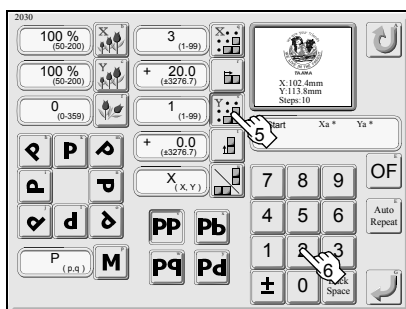 2030
100 %
(50-200)
X
3
(1-99)
X
100 %
(50-200)
Y
+ 20.0
(±3276.7)
TAJIMA
X:102.4mm
Y:113.8mm
Steps:10
0
(0-359)
1
(1-99)
Y
5
Start Xa * Ya *
+ 0.0
(±3276.7)
P P P
P P
P P P
X
(X, Y)
7 8 9
OF
PP Pb
4 5 6
Auto
Repeat
P
(p,q)
M
Pq Pd
1 2 3
6
± 0
Space